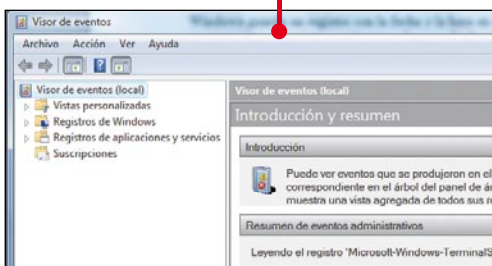 Visor de eventos
Archivo Acción Ver Ayuda
Visor de eventos (local)
Vistas personalizadas
Registros de Windows
Registros de aplicaciones y servicios
Suscripciones
Visor de eventos (local)
Introducción y resumen
Introducción
Puede ver eventos que se produjeron en el
correspondiente en el árbol del panel de
muestra una vista agregada de todos sus
Resumen de eventos administrativos
Leyendo el registro 'Microsoft-Windows-TerminalS